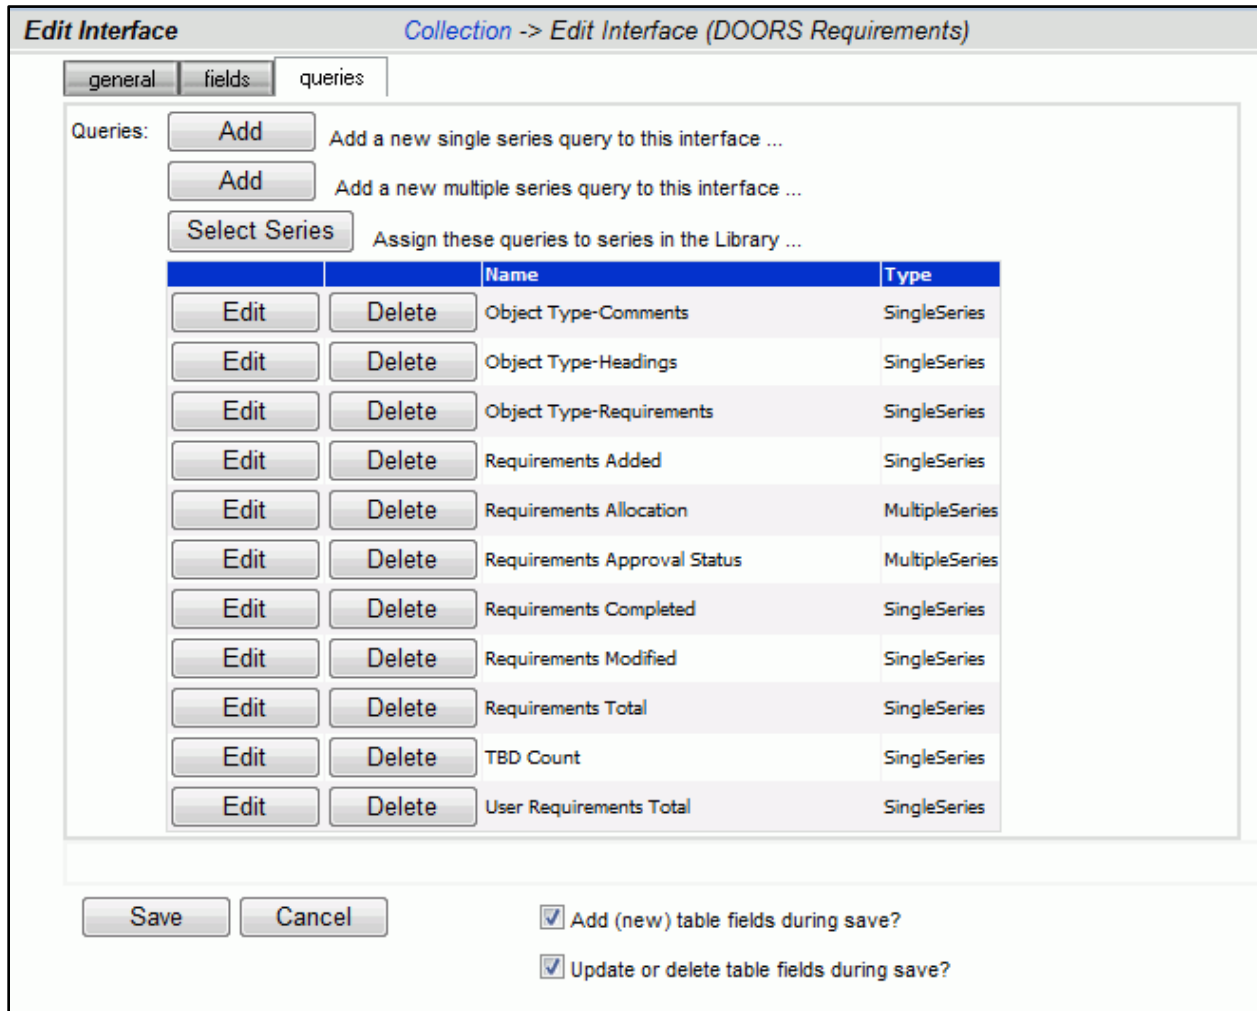 Edit Interface Collection -> Edit Interface (DOORS Requirements)
general fields queries
Queries: Add Add a new single series query to this interface ...
Add Add a new multiple series query to this interface ...
Select Series Assign these queries to series in the Library ...
Name Type
Edit Delete Object Type-Comments SingleSeries
Edit Delete Object Type-Headings SingleSeries
Edit Delete Object Type-Requirements SingleSeries
Edit Delete Requirements Added SingleSeries
Edit Delete Requirements Allocation MultipleSeries
Edit Delete Requirements Approval Status MultipleSeries
Edit Delete Requirements Completed SingleSeries
Edit Delete Requirements Modified SingleSeries
Edit Delete Requirements Total SingleSeries
Edit Delete TBD Count SingleSeries
Edit Delete User Requirements Total SingleSeries
Save Cancel Add (new) table fields during save?
Update or delete table fields during save?